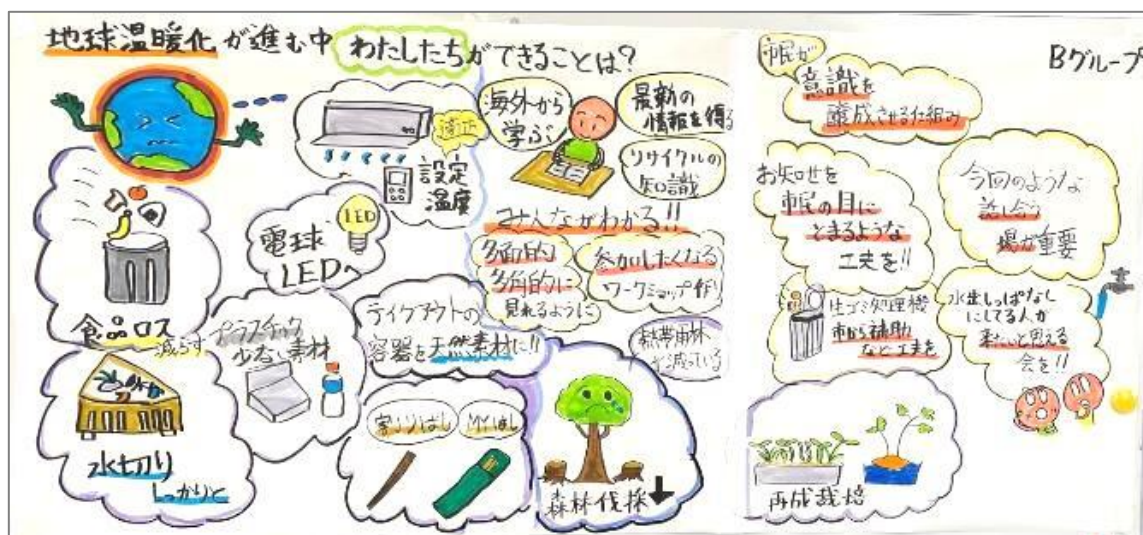 地球温暖化が進む中 わたしたちができることは?
Bグループ
適正
設定
温度
海外から
学ぶ
最新の
情報を得る
リサイクルの
知識
LED
電球
LEDへ
食品ロス
減らす
プラスチック
少ない素材
水切り
しっかりと
テイクアウトの
容器を天然素材に!!
みんながわかる!!
多面的
多角的に
見れるように
参加したくなる
ワークショップ作り
熱帯雨林
が減っている
割りばし
MYはし
森林伐採↓
市民が
意識を
醸成させる仕組み
お知らせを
市民の目に
とまるような
工夫を!!
今回のような
話し合う
場が重要
生ゴミ処理機
市から補助
など工夫を
水出しっぱなし
にしてる人が
来たいと思える
会を!!
再成栽培